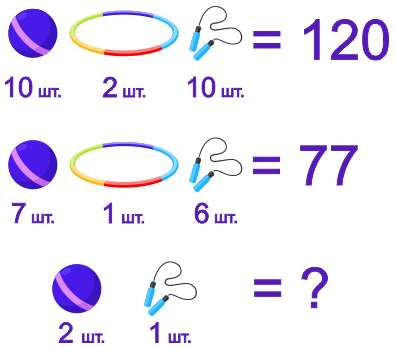 = 120
10 шт. 2 шт. 10 шт.
= 77
7 шт. 1 шт. 6 шт.
= ?
2 шт. 1 шт.